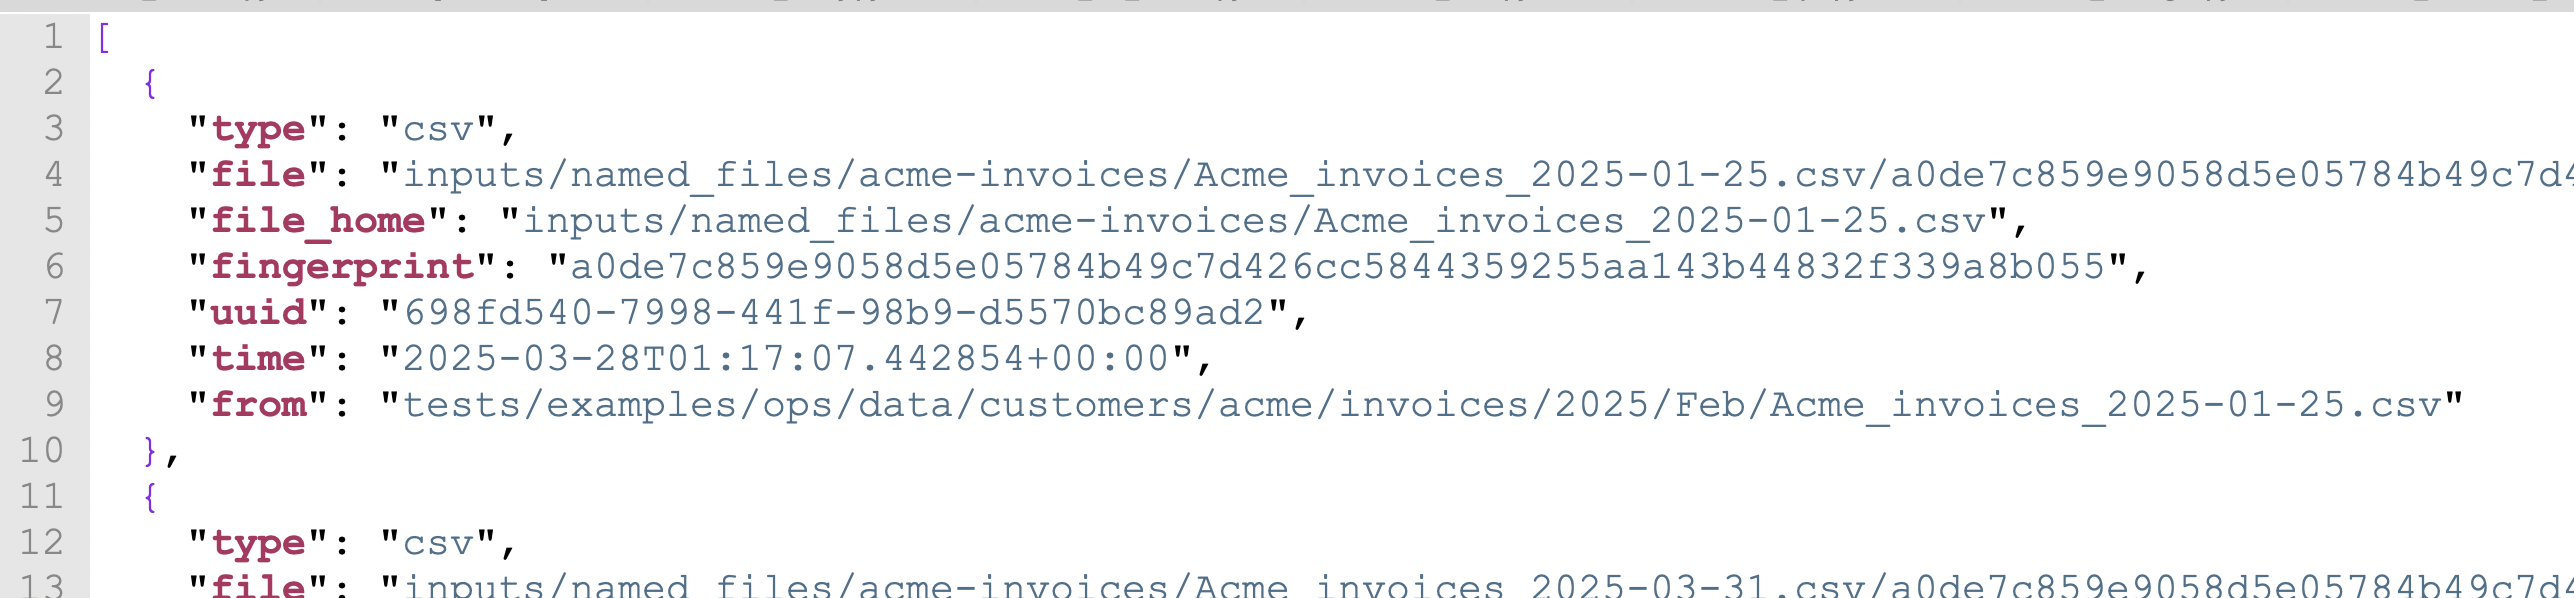 1 [
2 {
3 "type": "csv",
4 "file": "inputs/named_files/acme-invoices/Acme_invoices_2025-01-25.csv/a0de7c859e9058d5e05784b49c7d4
5 "file_home": "inputs/named_files/acme-invoices/Acme_invoices_2025-01-25.csv",
6 "fingerprint": "a0de7c859e9058d5e05784b49c7d426cc5844359255aa143b44832f339a8b055",
7 "uuid": "698fd540-7998-441f-98b9-d5570bc89ad2",
8 "time": "2025-03-28T01:17:07.442854+00:00",
9 "from": "tests/examples/ops/data/customers/acme/invoices/2025/Feb/Acme_invoices_2025-01-25.csv"
10 },
11 {
12 "type": "csv",
13 "file": "inputs/named_files/acme-invoices/Acme_invoices_2025-03-31.csv/a0de7c859e9058d5e05784b49c7d4